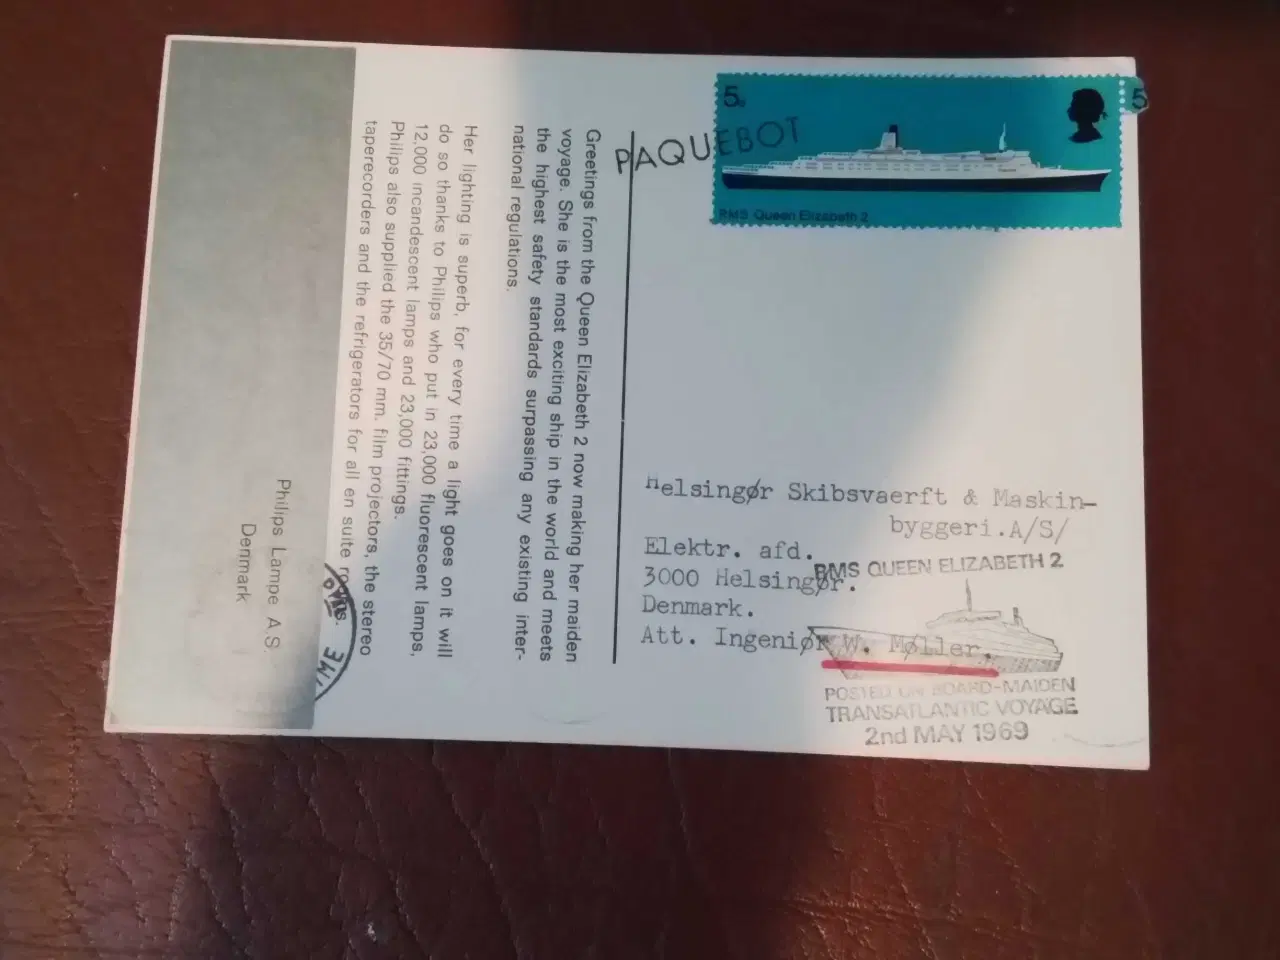 5D
5
PAQUEBOT
RMS Queen Elizabeth 2
Greetings from the Queen Elizabeth 2 now making her maiden
voyage. She is the most exciting ship in the world and meets
the highest safety standards surpassing any existing inter-
national regulations.
Her lighting is superb, for every time a light goes on it will
do so thanks to Philips who put in 23,000 fluorescent lamps,
12,000 incandescent lamps and 23,000 fittings.
Philips also supplied the 35/70 mm. film projectors, the stereo
taperecorders and the refrigerators for all en suite rooms.
Philips Lampe A.S.
Denmark
Helsingør Skibsvaerft & Maskin-
byggeri.A/S/
Elektr. afd.
3000 Helsingør.
Denmark.
Att. Ingeniør W. Møller.
RMS QUEEN ELIZABETH 2
POSTED ON BOARD-MAIDEN
TRANSATLANTIC VOYAGE
2nd MAY 1969